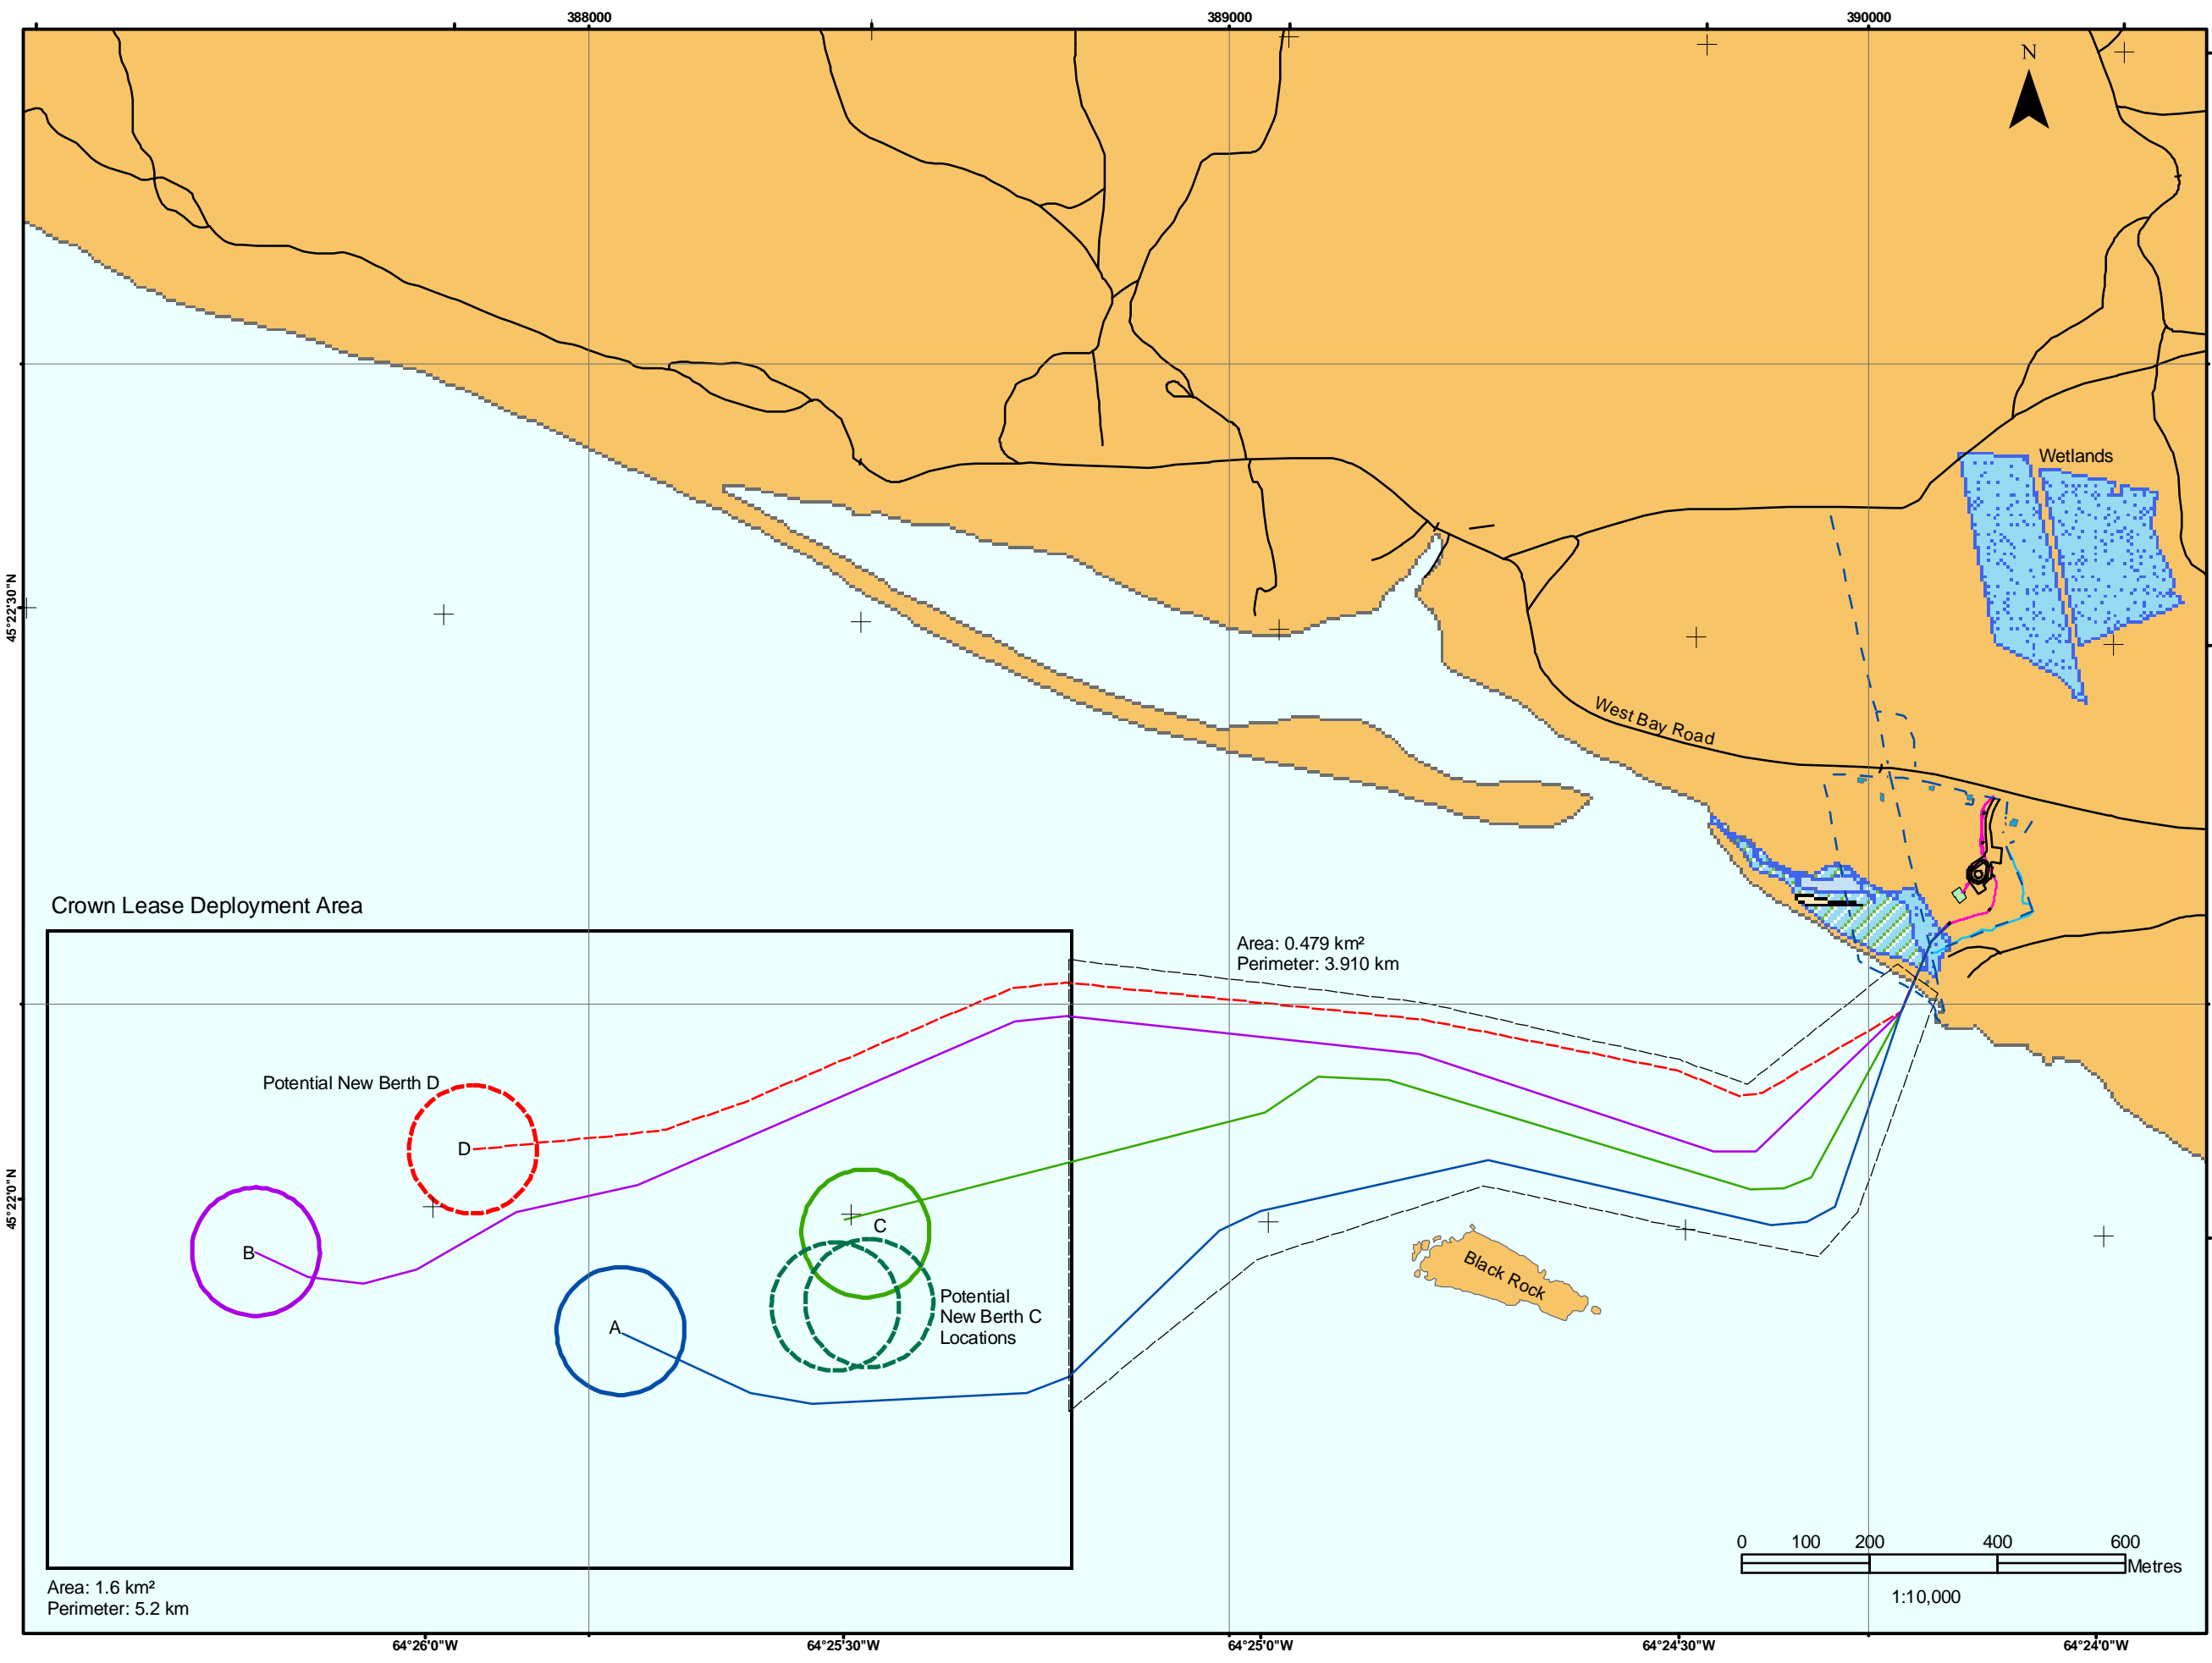 388000
389000
390000
N
Wetlands
45°22'30"N
West Bay Road
Crown Lease Deployment Area
Area: 0.479 km²
Perimeter: 3.910 km
Potential New Berth D
D
45°22'0"N
C
B
Black Rock
Potential
New Berth C
Locations
A
0 100 200 400 600
Metres
Area: 1.6 km²
Perimeter: 5.2 km
1:10,000
64°26'0"W
64°25'30"W
64°25'0"W
64°24'30"W
64°24'0"W